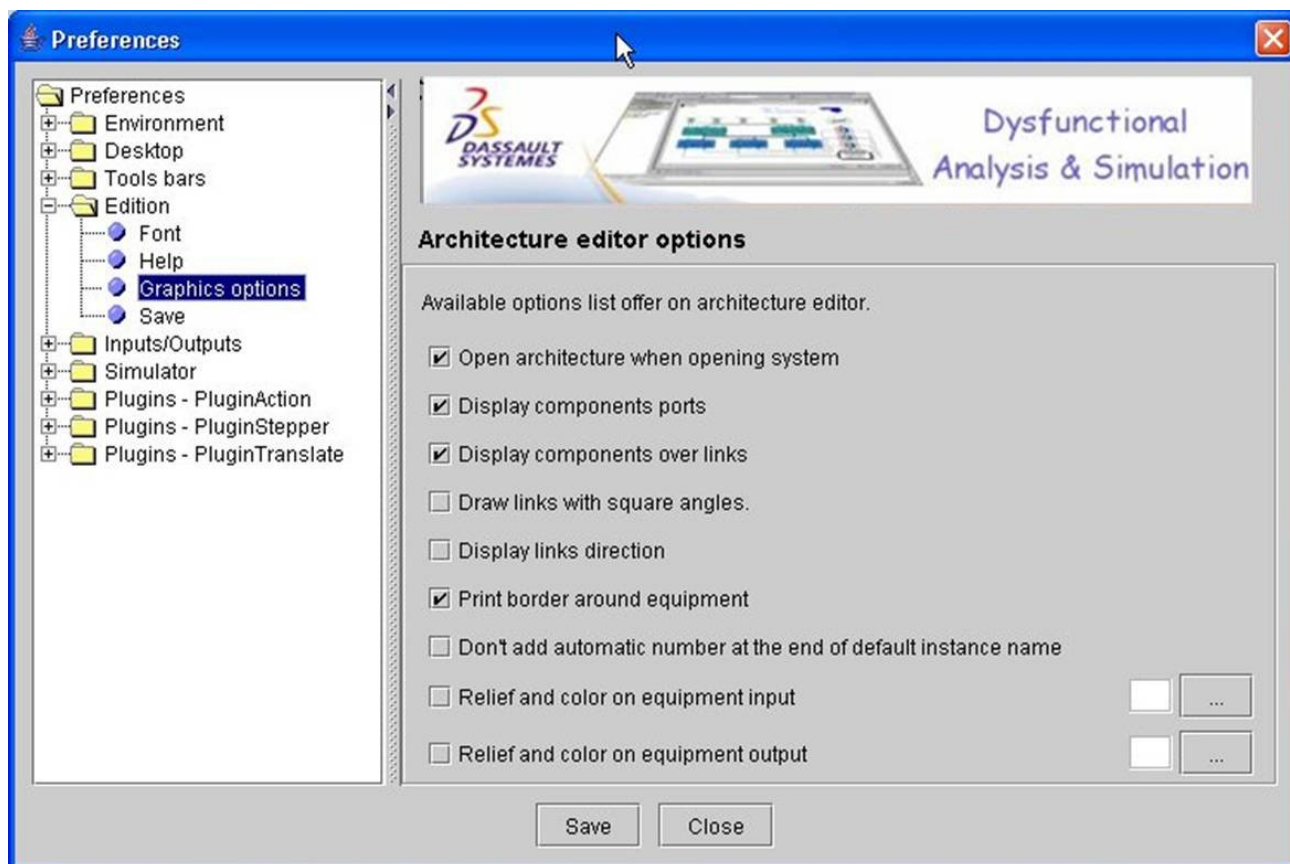 Preferences
Preferences
Environment
Desktop
Tools bars
Edition
Font
Help
Graphics options
Save
Inputs/Outputs
Simulator
Plugins - PluginAction
Plugins - PluginStepper
Plugins - PluginTranslate
DASSAULT
SYSTEMES
Dysfunctional
Analysis & Simulation
Architecture editor options
Available options list offer on architecture editor.
Open architecture when opening system
Display components ports
Display components over links
Draw links with square angles.
Display links direction
Print border around equipment
Don't add automatic number at the end of default instance name
Relief and color on equipment input
...
Relief and color on equipment output
...
Save
Close